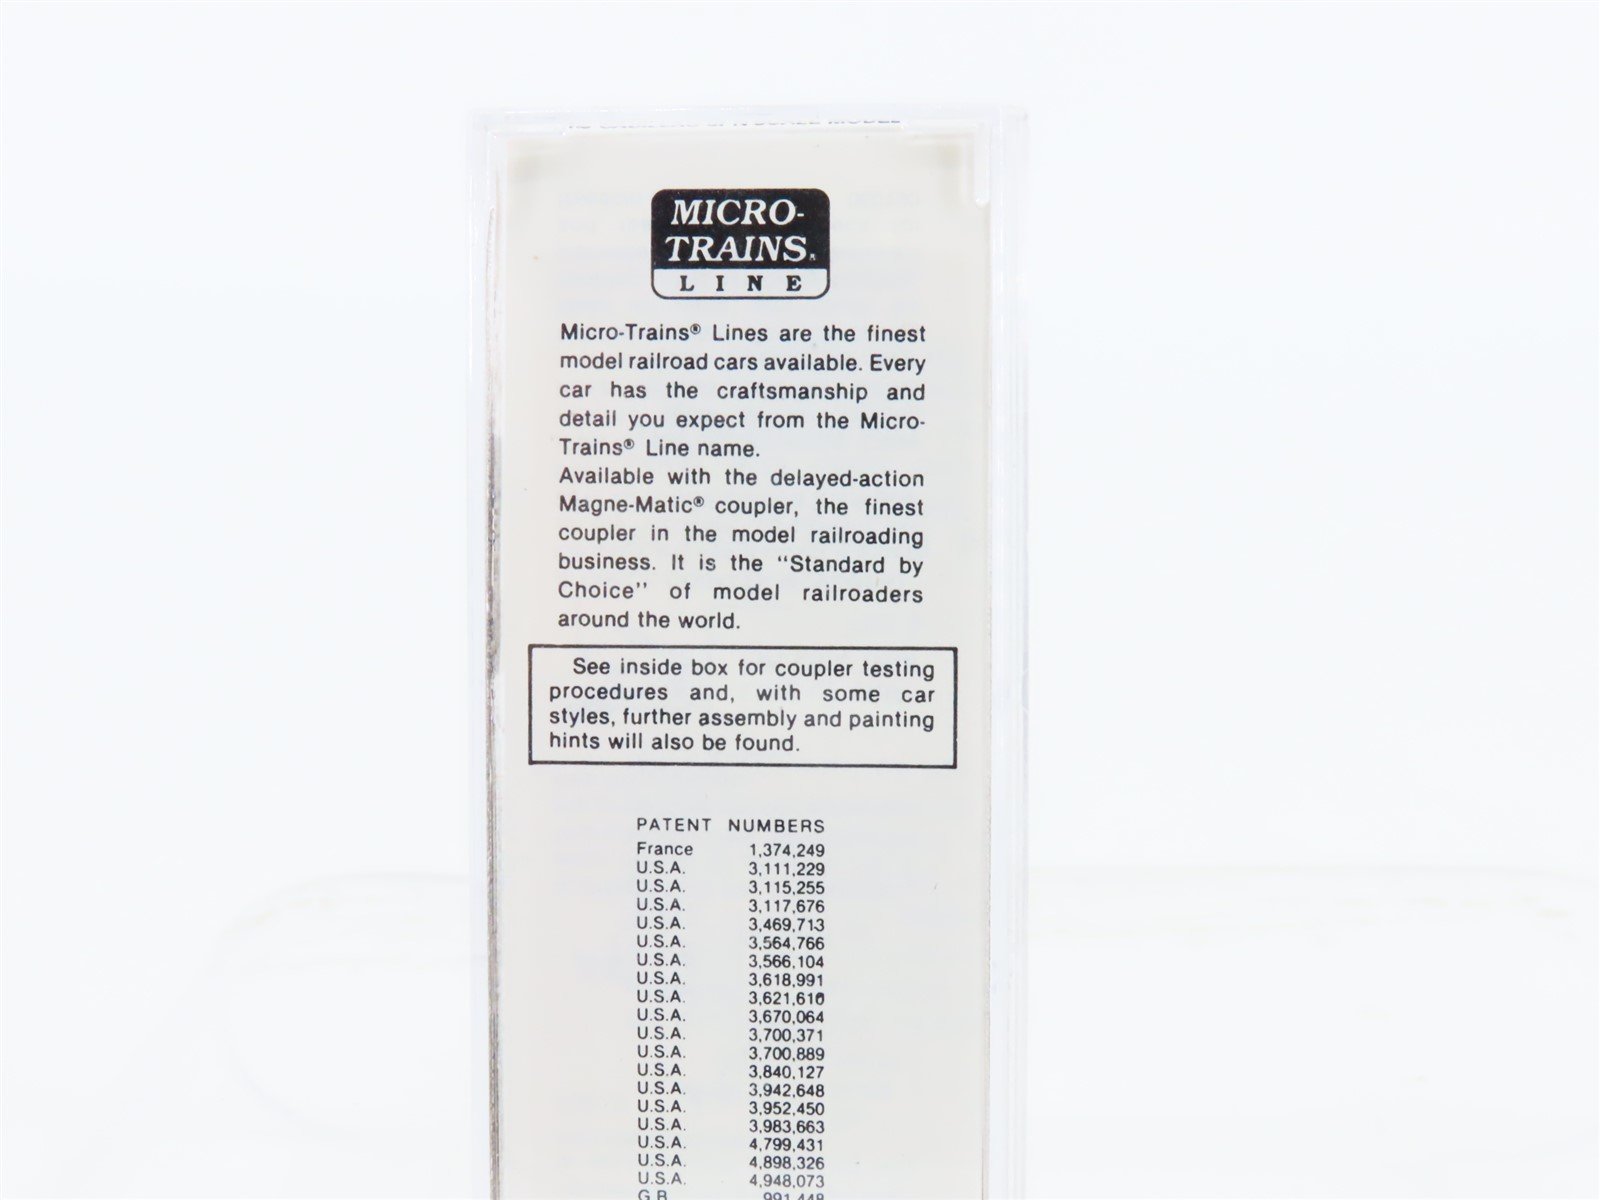 MICRO-
TRAINS®
LINE
Micro-Trains® Lines are the finest
model railroad cars available. Every
car has the craftsmanship and
detail you expect from the Micro-
Trains® Line name.
Available with the delayed-action
Magne-Matic® coupler, the finest
coupler in the model railroading
business. It is the "Standard by
Choice" of model railroaders
around the world.
See inside box for coupler testing
procedures and, with some car
styles, further assembly and painting
hints will also be found.
PATENT NUMBERS
France 1,374,249
U.S.A. 3,111,229
U.S.A. 3,115,255
U.S.A. 3,117,676
U.S.A. 3,469,713
U.S.A. 3,564,766
U.S.A. 3,566,104
U.S.A. 3,618,991
U.S.A. 3,621,610
U.S.A. 3,670,064
U.S.A. 3,700,371
U.S.A. 3,700,889
U.S.A. 3,840,127
U.S.A. 3,942,648
U.S.A. 3,952,450
U.S.A. 3,983,663
U.S.A. 4,799,431
U.S.A. 4,898,326
U.S.A. 4,948,073
G.B. 991,448